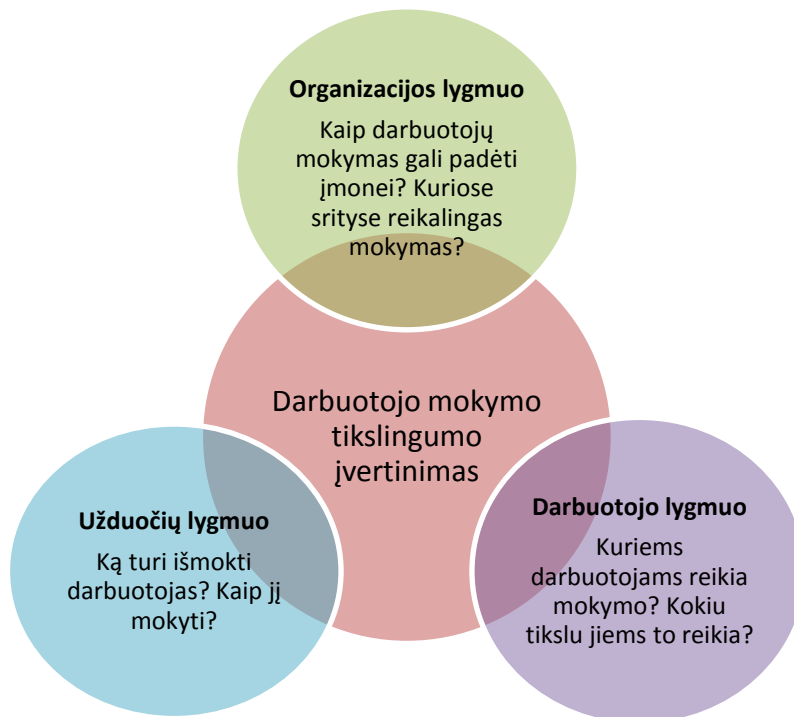 Organizacijos lygmuo
Kaip darbuotojų
mokymas gali padėti
įmonei? Kuriose
srityse reikalingas
mokymas?
Darbuotojo mokymo
tikslingumo
įvertinimas
Užduočių lygmuo
Ką turi išmokti
darbuotojas? Kaip jį
mokyti?
Darbuotojo lygmuo
Kuriems
darbuotojams reikia
mokymo? Kokiu
tikslu jiems to reikia?